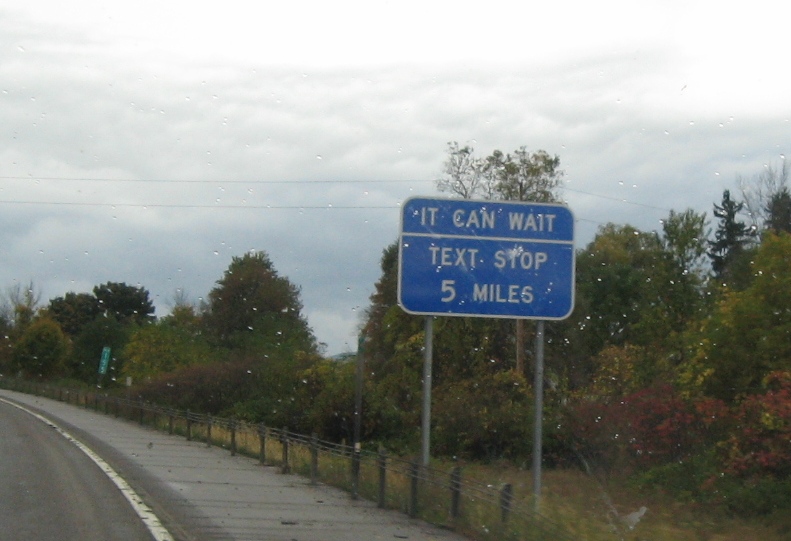 IT CAN WAIT
TEXT STOP
5 MILES